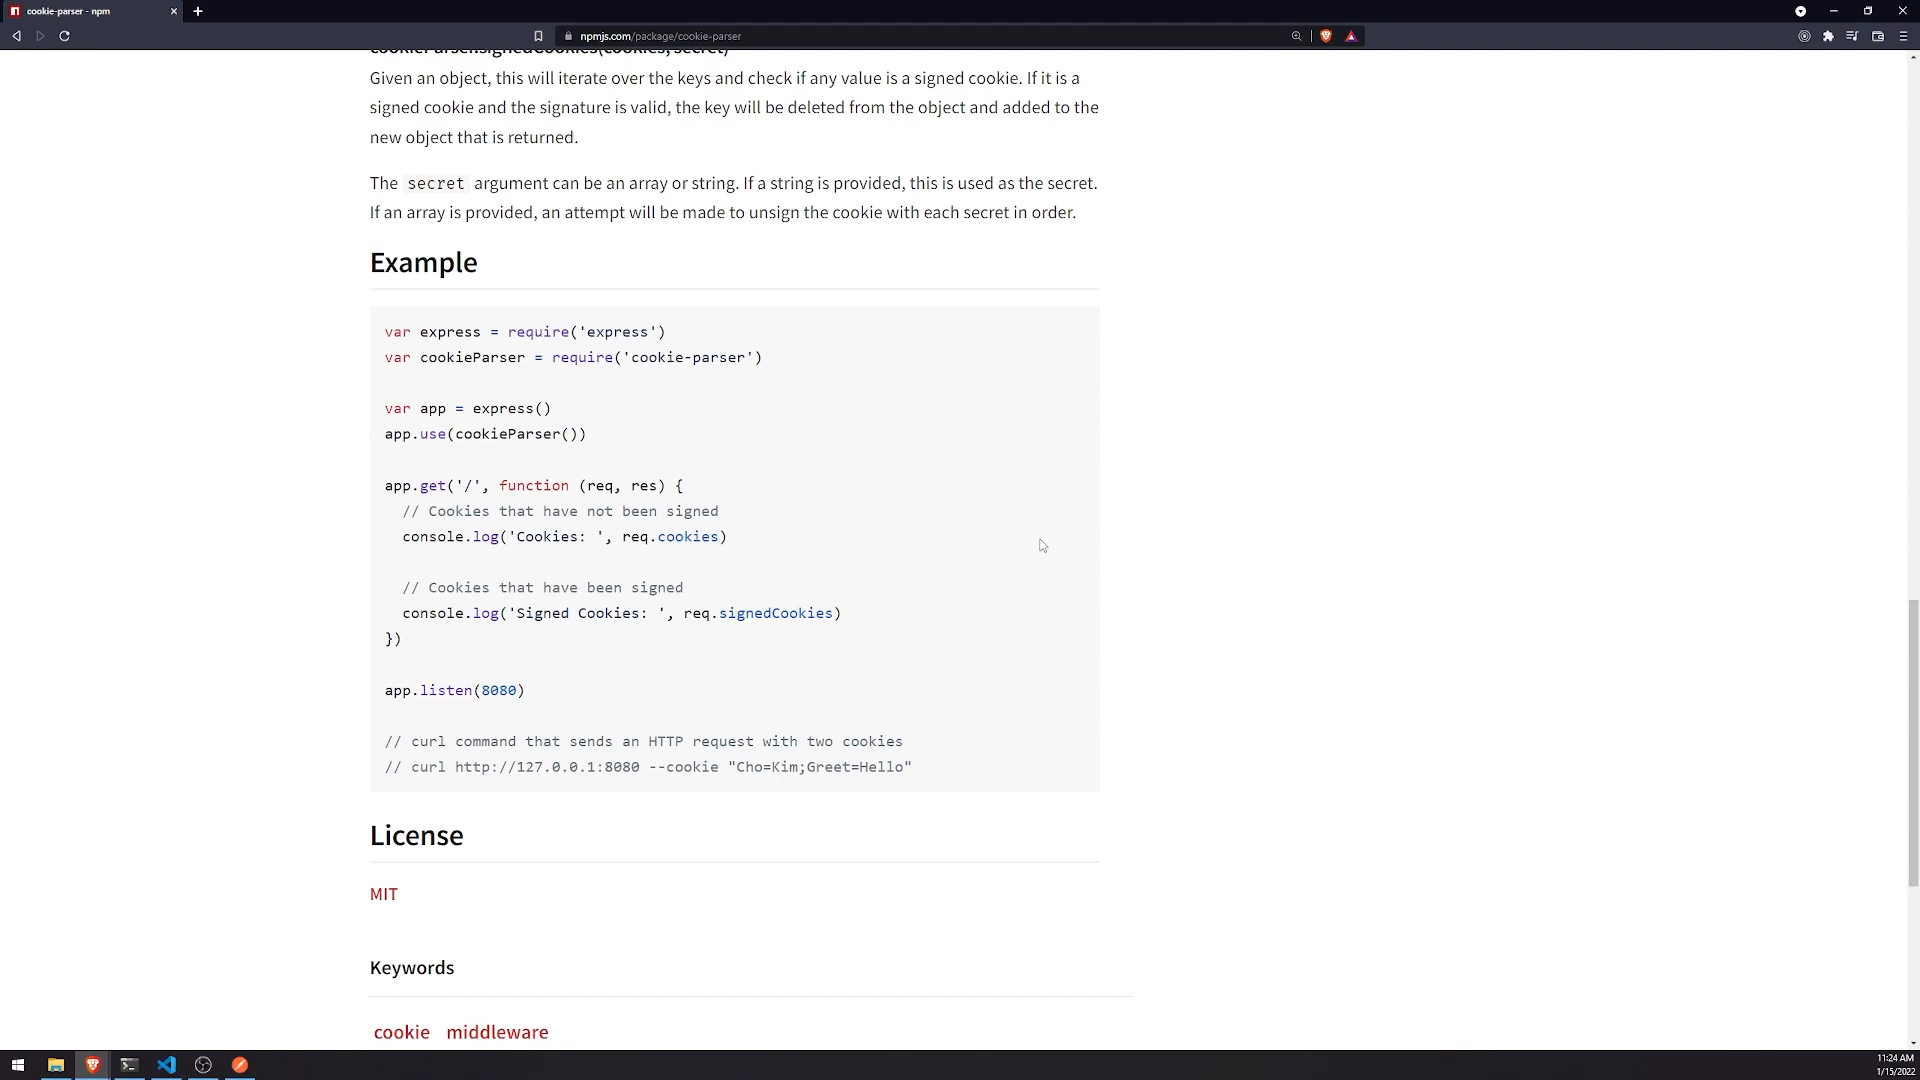 cookie-parser - npm
npmjs.com/package/cookie-parser
cookieParser.signedCookies(cookies, secret)
Given an object, this will iterate over the keys and check if any value is a signed cookie. If it is a
signed cookie and the signature is valid, the key will be deleted from the object and added to the
new object that is returned.
The secret argument can be an array or string. If a string is provided, this is used as the secret.
If an array is provided, an attempt will be made to unsign the cookie with each secret in order.
Example
var express = require('express')
var cookieParser = require('cookie-parser')
var app = express()
app.use(cookieParser())
app.get('/', function (req, res) {
// Cookies that have not been signed
console.log('Cookies: ', req.cookies)
// Cookies that have been signed
console.log('Signed Cookies: ', req.signedCookies)
})
app.listen(8080)
// curl command that sends an HTTP request with two cookies
// curl http://127.0.0.1:8080 --cookie "Cho=Kim;Greet=Hello"
License
MIT
Keywords
cookie middleware
11:24 AM
1/15/2022